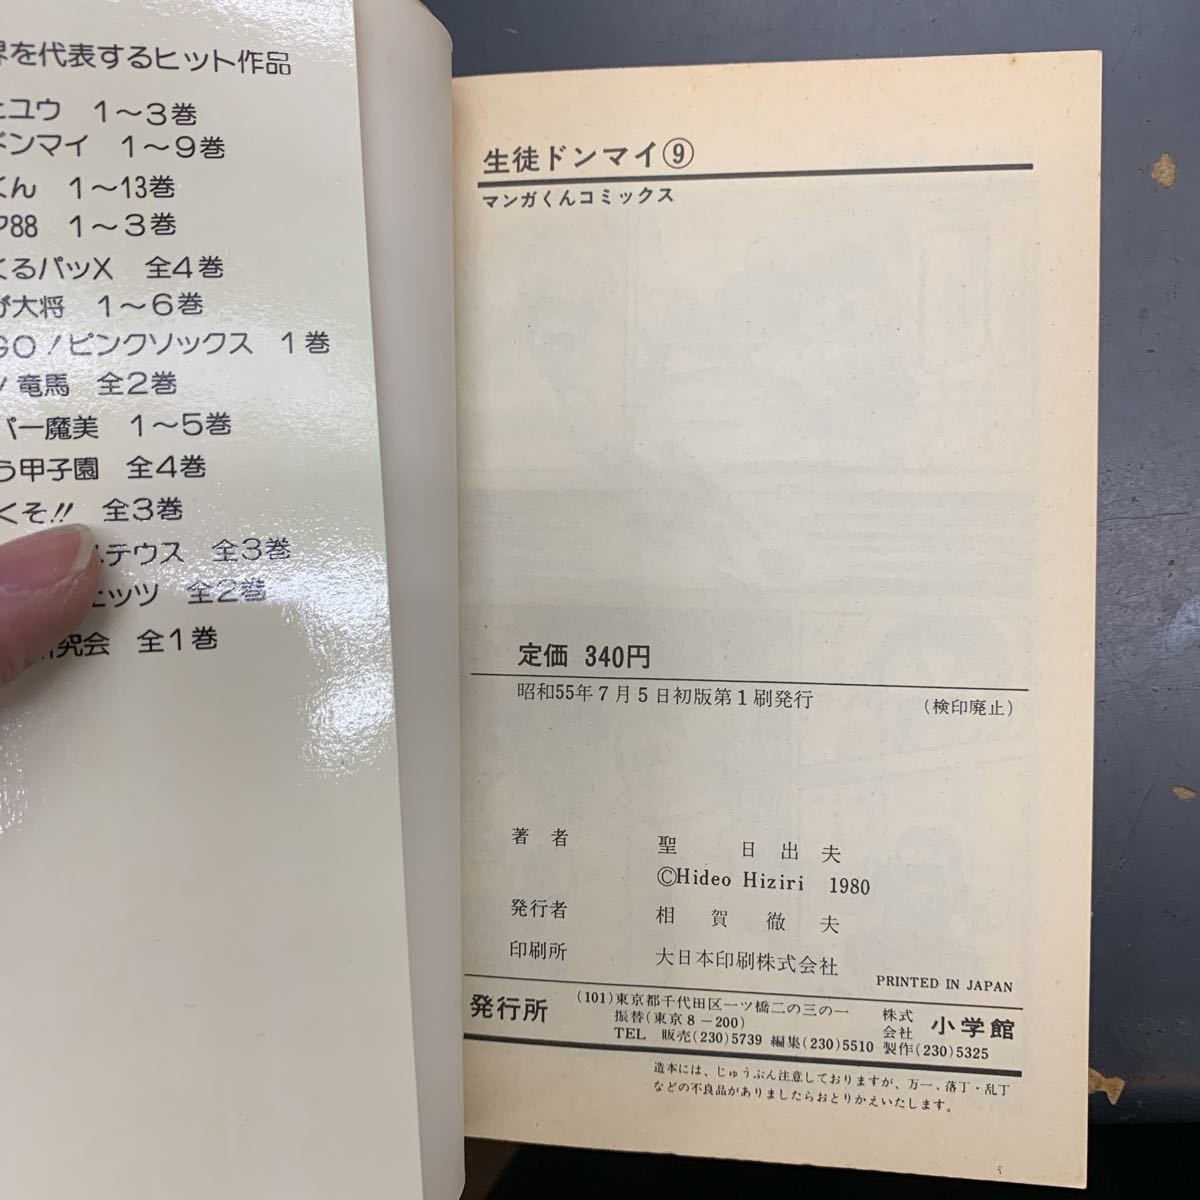 界を代表するヒット作品
ヒユウ 1〜3巻
ドンマイ 1〜9巻
くん 1〜13巻
ア88 1〜3巻
くるパッX 全4巻
が大将 1〜6巻
GO!ピンクソックス 1巻
! 竜馬 全2巻
パー魔美 1〜5巻
う甲子園 全4巻
くそ!! 全3巻
ステウス 全3巻
ェッツ 全2巻
研究会 全1巻
生徒ドンマイ⑨
マンガくんコミックス
定価 340円
昭和55年7月5日初版第1刷発行 (検印廃止)
著者 聖日出夫
©Hideo Hiziri 1980
発行者 相賀徹夫
印刷所 大日本印刷株式会社
PRINTED IN JAPAN
発行所 (101)東京都千代田区一ツ橋二の三の一 株式会社 小学館
振替(東京8-200)
TEL 販売(230)5739 編集(230)5510 製作(230)5325
造本には、じゅうぶん注意しておりますが、万一、落丁・乱丁
などの不良品がありましたらおとりかえいたします。